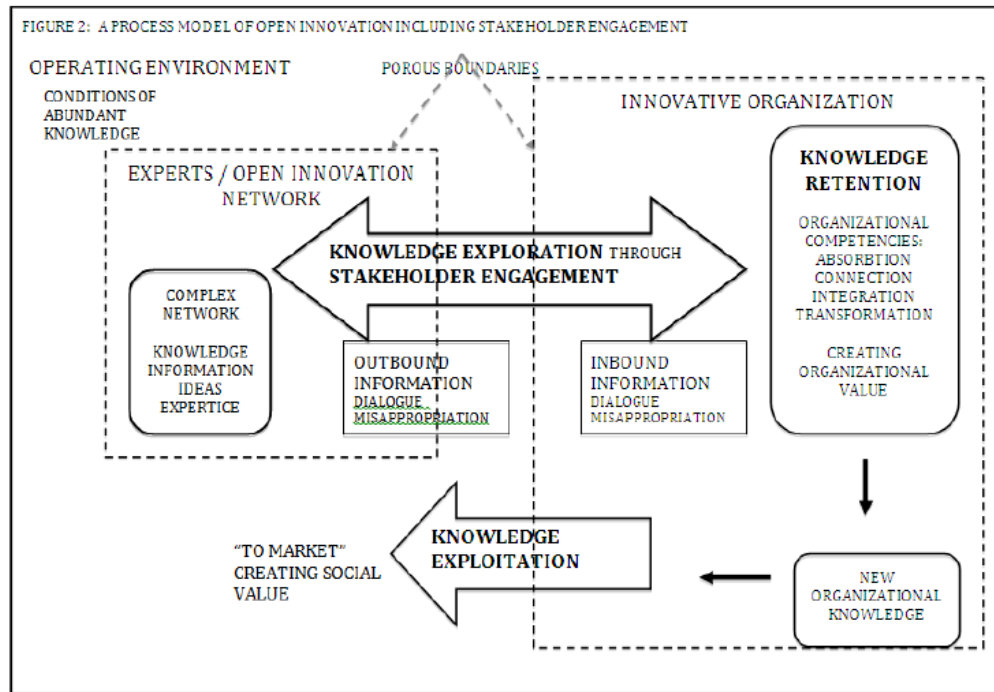 FIGURE 2: A PROCESS MODEL OF OPEN INNOVATION INCLUDING STAKEHOLDER ENGAGEMENT
OPERATING ENVIRONMENT
CONDITIONS OF
ABUNDANT
KNOWLEDGE
POROUS BOUNDARIES
INNOVATIVE ORGANIZATION
EXPERTS / OPEN INNOVATION
NETWORK
KNOWLEDGE EXPLORATION THROUGH
STAKEHOLDER ENGAGEMENT
KNOWLEDGE
RETENTION
ORGANIZATIONAL
COMPETENCIES:
ABSORBTION
CONNECTION
INTEGRATION
TRANSFORMATION
CREATING
ORGANIZATIONAL
VALUE
COMPLEX
NETWORK
KNOWLEDGE
INFORMATION
IDEAS
EXPERTICE
OUTBOUND
INFORMATION
DIALOGUE
MISAPPROPRIATION
INBOUND
INFORMATION
DIALOGUE
MISAPPROPRIATION
KNOWLEDGE
EXPLOITATION
"TO MARKET"
CREATING SOCIAL
VALUE
NEW
ORGANIZATIONAL
KNOWLEDGE